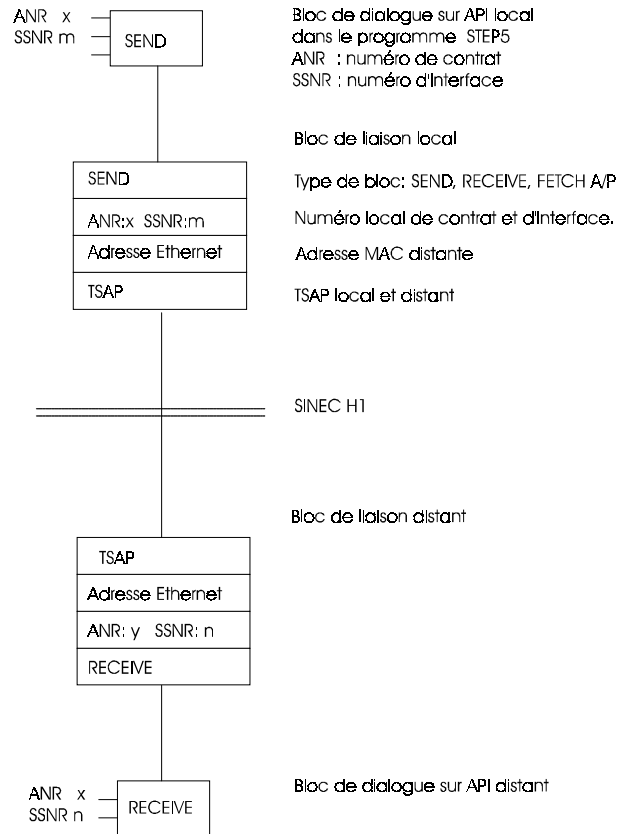 ANR x
SSNR m
SEND
Bloc de dialogue sur API local
dans le programme STEP5
ANR : numéro de contrat
SSNR : numéro d'Interface
Bloc de liaison local
SEND
Type de bloc: SEND, RECEIVE, FETCH A/P
ANR:x SSNR:m
Numéro local de contrat et d'Interface.
Adresse Ethernet
Adresse MAC distante
TSAP
TSAP local et distant
SINEC H1
Bloc de liaison distant
TSAP
Adresse Ethernet
ANR: y SSNR: n
RECEIVE
Bloc de dialogue sur API distant
ANR x
SSNR n
RECEIVE